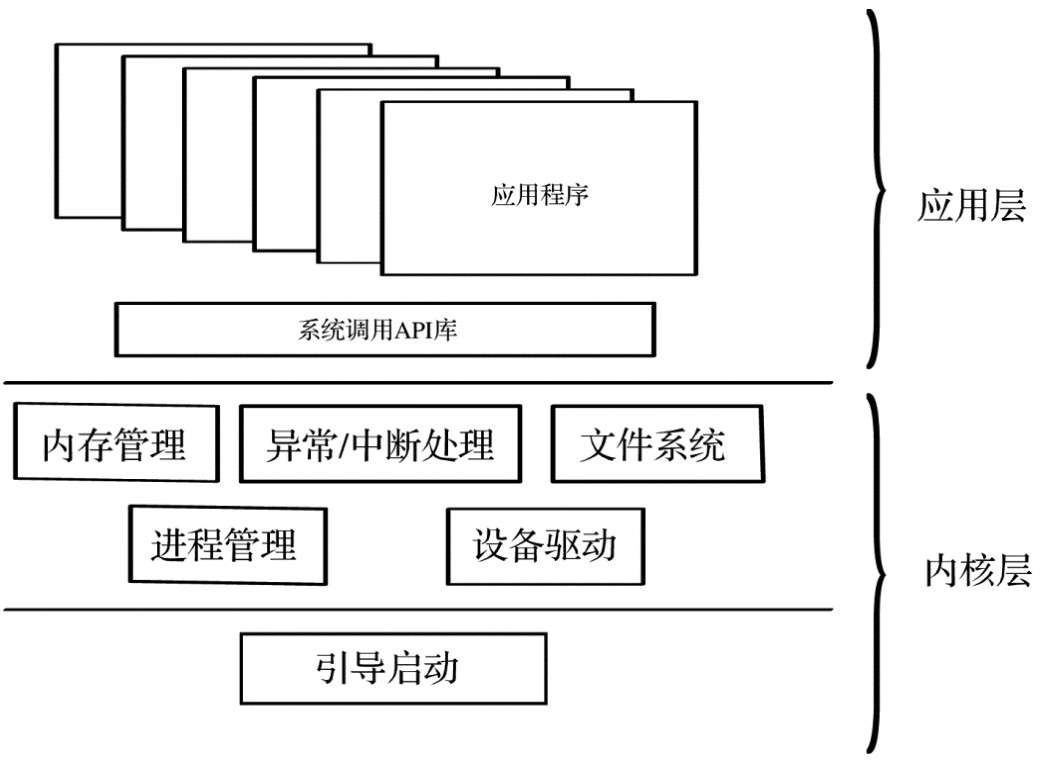 应用程序
应用层
系统调用API库
内存管理
异常/中断处理
文件系统
进程管理
设备驱动
内核层
引导启动